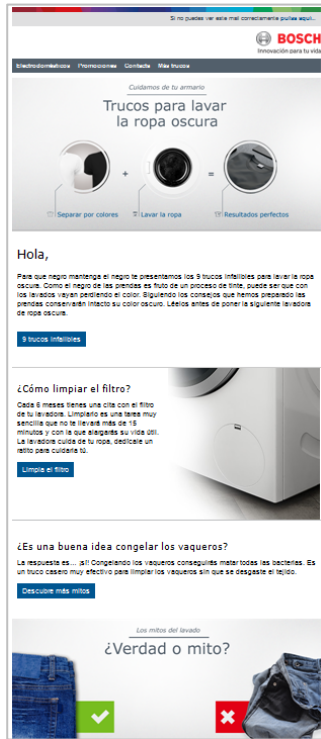 Si no puedes ver este mail correctamente pulsa aquí...
BOSCH
Innovación para tu vida
Electrodomésticos Promociones Contacta Más trucos
Cuidamos de tu armario
Trucos para lavar
la ropa oscura
+ =
Separar por colores Lavar la ropa Resultados perfectos
Hola,
Para que negro mantenga el negro te presentamos los 9 trucos infalibles para lavar la ropa
oscura. Como el negro de las prendas es fruto de un proceso de tinte, puede ser que con
los lavados vayan perdiendo el color. Siguiendo los consejos que hemos preparado las
prendas conservarán intacto su color oscuro. Léelos antes de poner la siguiente lavadora
de ropa oscura.
9 trucos infalibles
¿Cómo limpiar el filtro?
Cada 6 meses tienes una cita con el filtro
de tu lavadora. Limpiarlo es una tarea muy
sencilla que no te llevará más de 15
minutos y con la que alargarás su vida útil.
La lavadora cuida de tu ropa, dedícale un
ratito para cuidarla tú.
Limpia el filtro
¿Es una buena idea congelar los vaqueros?
La respuesta es... ¡sí! Congelando los vaqueros conseguirás matar todas las bacterias. Es
un truco casero muy efectivo para limpiar los vaqueros sin que se desgaste el tejido.
Descubre más mitos
Los mitos del lavado
¿Verdad o mito?